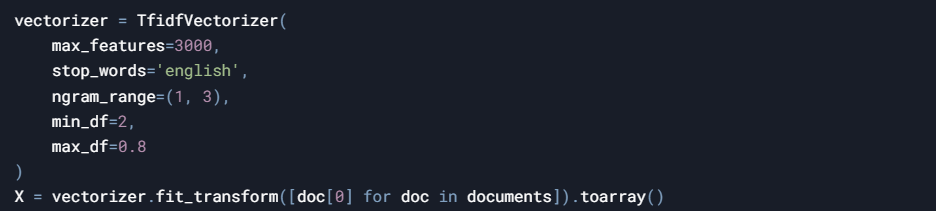 vectorizer = TfidfVectorizer(
    max_features=3000,
    stop_words='english',
    ngram_range=(1, 3),
    min_df=2,
    max_df=0.8
)
X = vectorizer.fit_transform([doc[0] for doc in documents]).toarray()